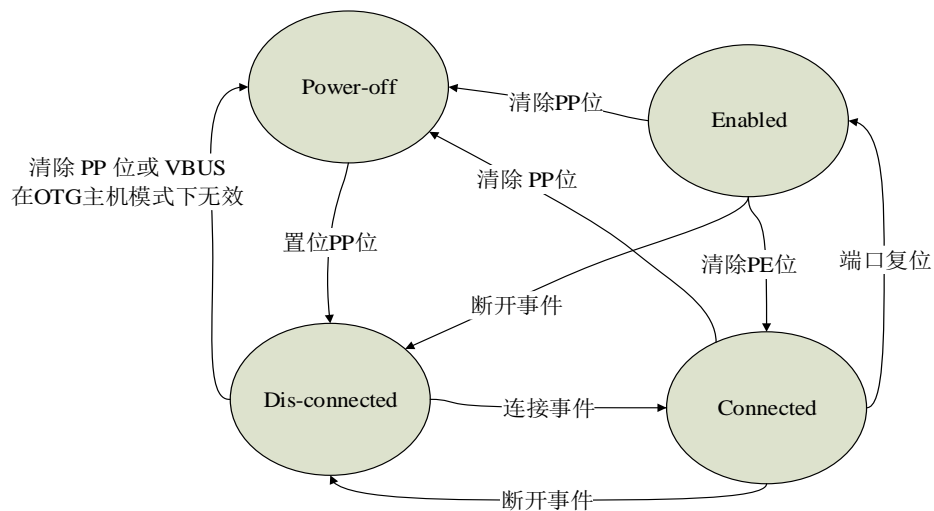 Power-off
Enabled
清除PP位
清除 PP 位或 VBUS
在OTG主机模式下无效
清除 PP位
置位PP位
清除PE位
端口复位
断开事件
Dis-connected
连接事件
Connected
断开事件